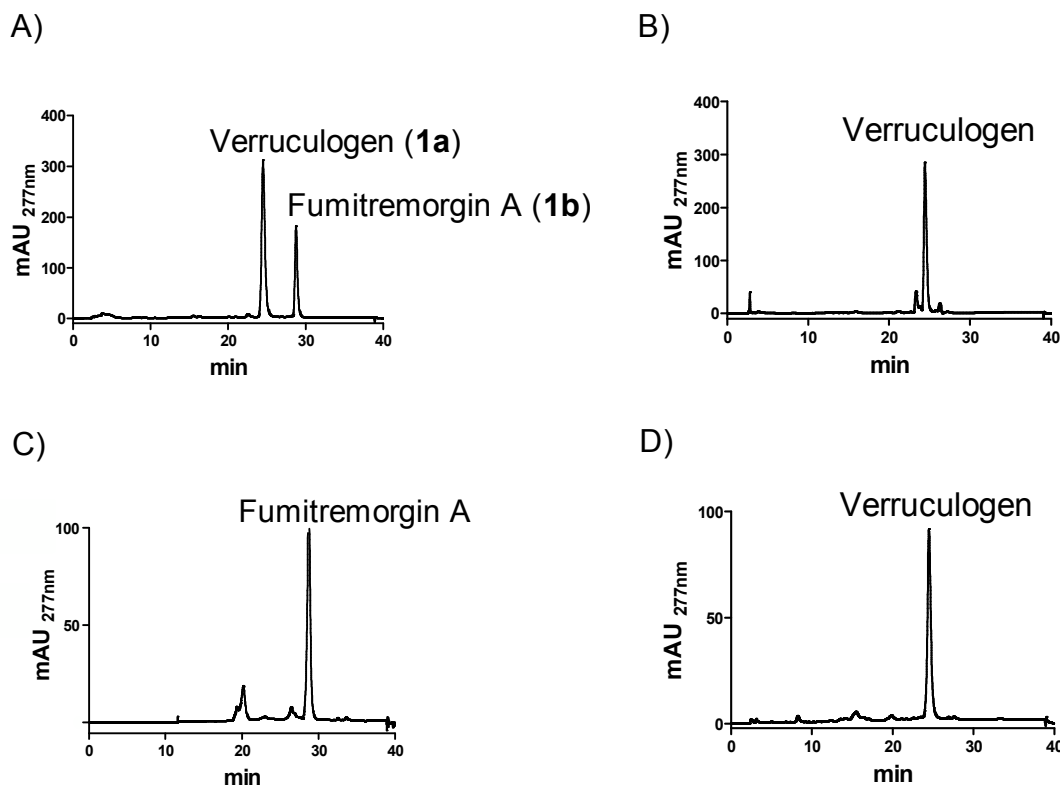 A)
400
300
200
100
0
mAU 277nm
Verruculogen (1a)
Fumitremorgin A (1b)
0 10 20 30 40
min
B)
400
300
200
100
0
mAU 277nm
Verruculogen
0 10 20 30 40
min
C)
100
50
mAU 277nm
Fumitremorgin A
0 10 20 30 40
min
D)
100
50
0
mAU 277nm
Verruculogen
0 10 20 30 40
min